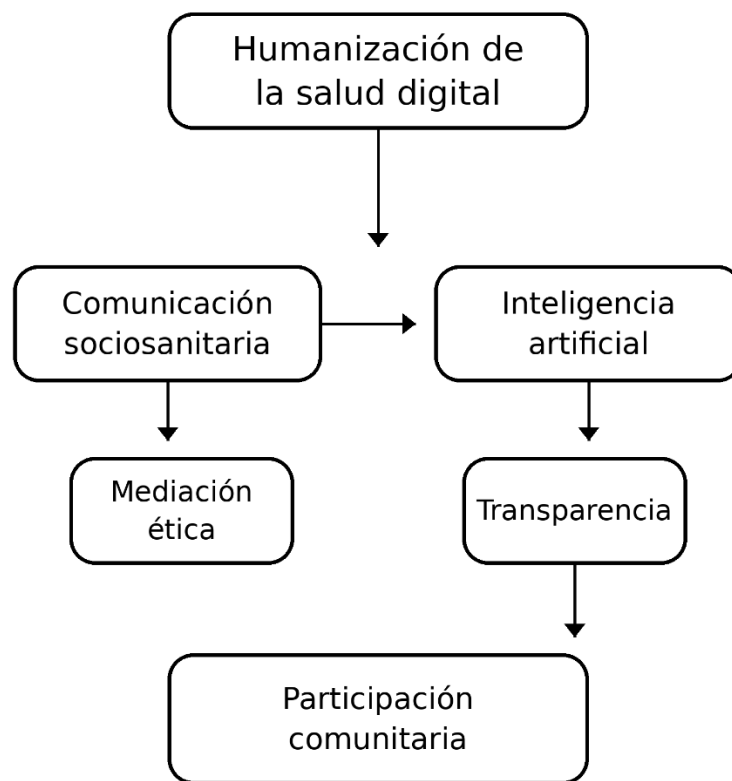 Humanización de
la salud digital
Comunicación
sociosanitaria
Inteligencia
artificial
Mediación
ética
Transparencia
Participación
comunitaria